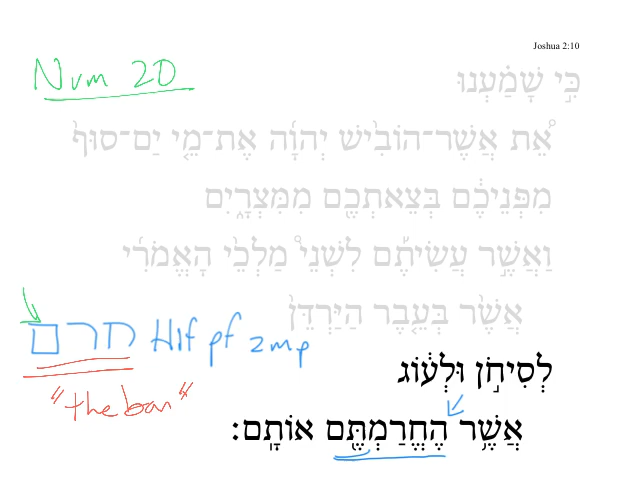 Joshua 2:10
Num 20
כִּ֣י שָׁמַ֗עְנוּ
אֵ֠ת אֲשֶׁר־הוֹבִ֨ישׁ יְהוָ֜ה אֶת־מֵ֤י יַם־סוּף֙
מִפְּנֵיכֶ֔ם בְּצֵאתְכֶ֖ם מִמִּצְרָ֑יִם
וַאֲשֶׁ֣ר עֲשִׂיתֶ֡ם לִשְׁנֵי֩ מַלְכֵ֨י הָאֱמֹרִ֜י
אֲשֶׁ֨ר בְּעֵ֤בֶר הַיַּרְדֵּן֙
חרם Hif pf 2mp
לְסִיחֹ֣ן וּלְע֔וֹג
"the ban"
אֲשֶׁ֥ר הֶחֱרַמְתֶּ֖ם אוֹתָֽם׃